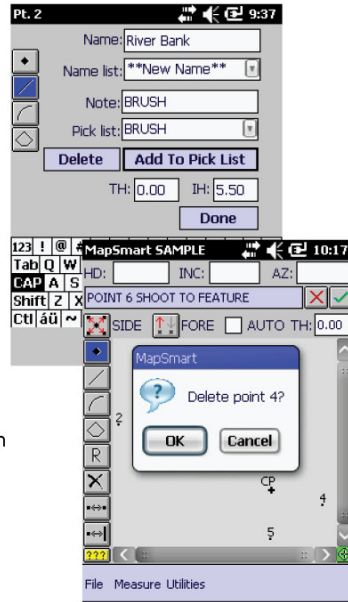 Pt. 2 9:37
Name: River Bank
Name list: **New Name**
Note: BRUSH
Pick list: BRUSH
Delete Add To Pick List
TH: 0.00 IH: 5.50
Done
123 ! @ #
Tab Q W
CAP A S
Shift Z X
Ctl áü ~
MapSmart SAMPLE 10:17
HD: INC: AZ:
POINT 6 SHOOT TO FEATURE
SIDE FORE AUTO TH: 0.00
MapSmart
Delete point 4?
OK Cancel
2
R
CP
4
5
???
File Measure Utilities
n